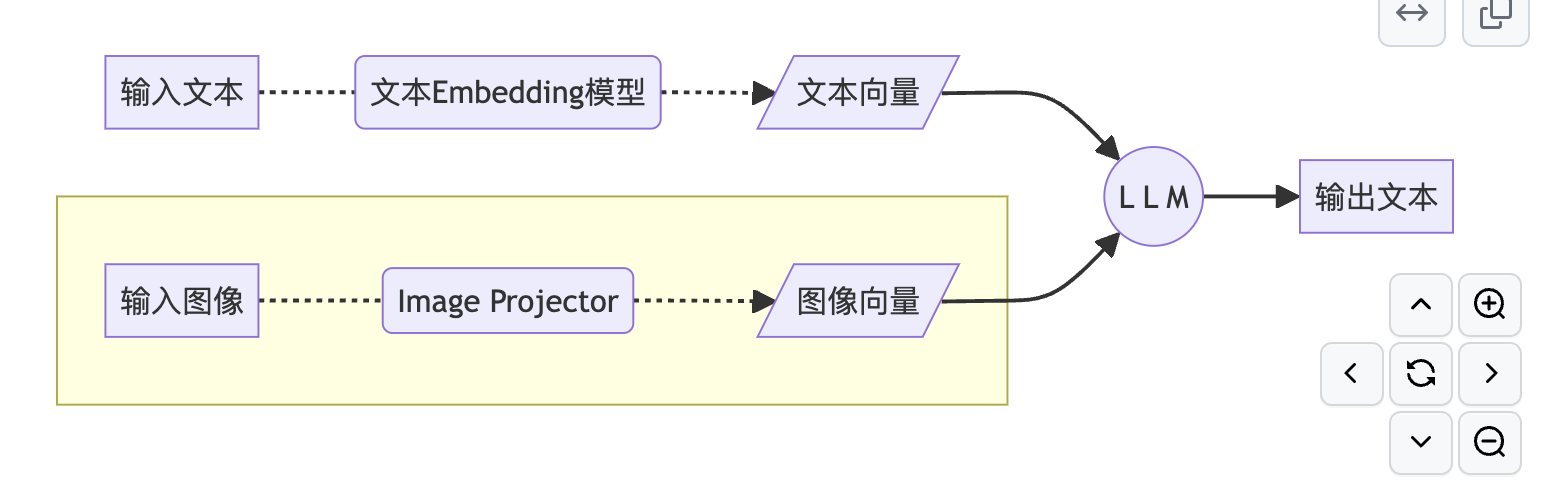 输入文本
文本Embedding模型
文本向量
LLM
输出文本
输入图像
Image Projector
图像向量